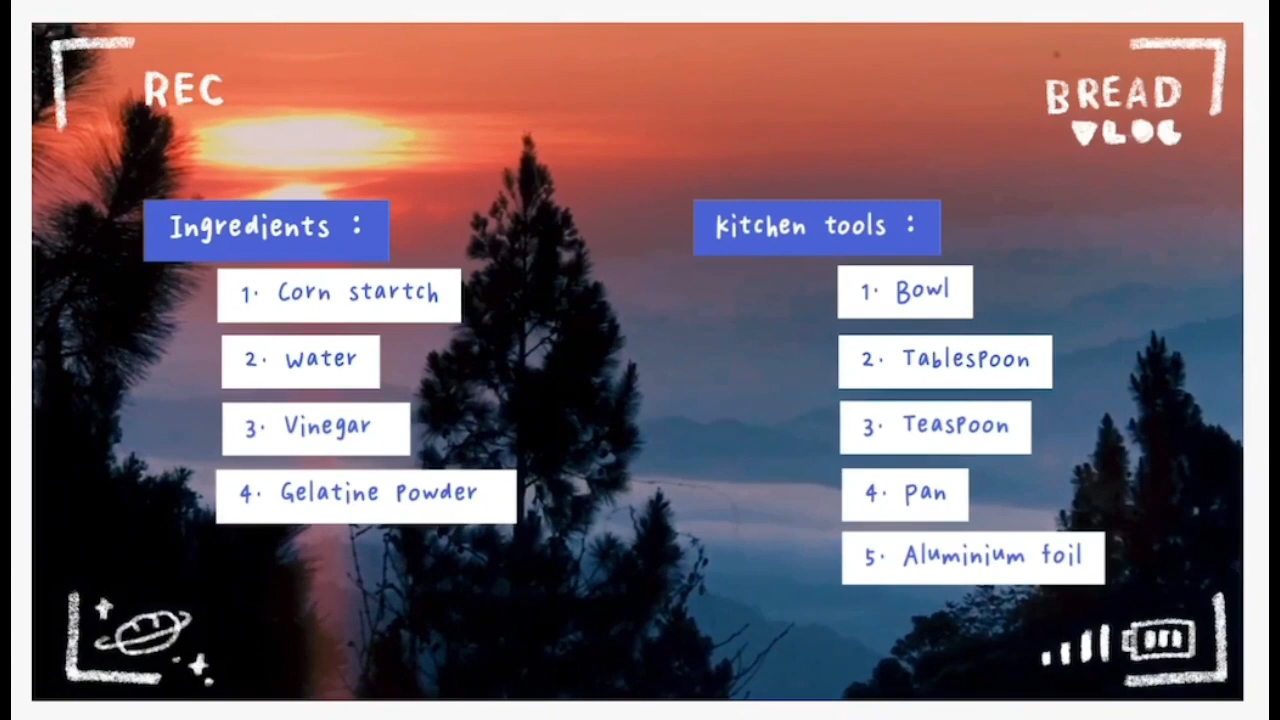 REC
BREAD
VLOG
Ingredients :
1. Corn startch
2. Water
3. Vinegar
4. Gelatine Powder
Kitchen tools :
1. Bowl
2. Tablespoon
3. Teaspoon
4. Pan
5. Aluminium foil